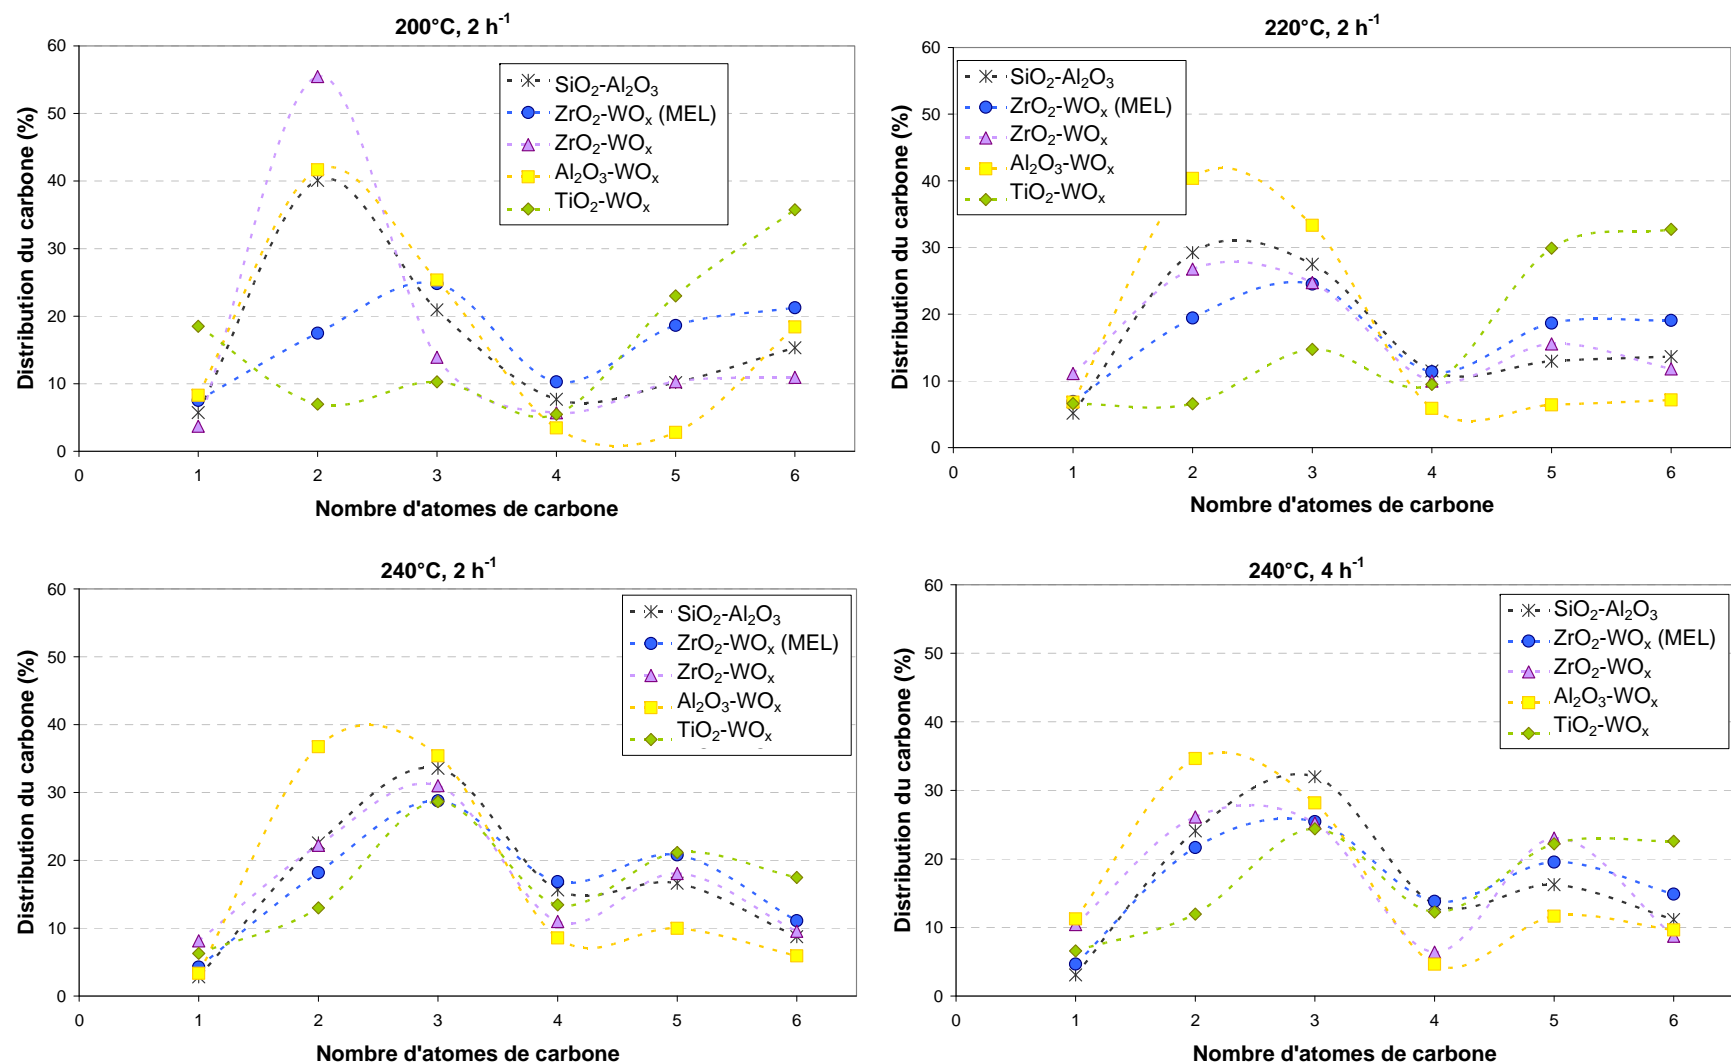 200°C, 2 h⁻¹
Distribution du carbone (%)
60
50
40
30
20
10
0
SiO₂-Al₂O₃
ZrO₂-WOₓ (MEL)
ZrO₂-WOₓ
Al₂O₃-WOₓ
TiO₂-WOₓ
0 1 2 3 4 5 6
Nombre d'atomes de carbone
220°C, 2 h⁻¹
Distribution du carbone (%)
60
50
40
30
20
10
0
SiO₂-Al₂O₃
ZrO₂-WOₓ (MEL)
ZrO₂-WOₓ
Al₂O₃-WOₓ
TiO₂-WOₓ
0 1 2 3 4 5 6
Nombre d'atomes de carbone
240°C, 2 h⁻¹
Distribution du carbone (%)
60
50
40
30
20
10
0
SiO₂-Al₂O₃
ZrO₂-WOₓ (MEL)
ZrO₂-WOₓ
Al₂O₃-WOₓ
TiO₂-WOₓ
0 1 2 3 4 5 6
Nombre d'atomes de carbone
240°C, 4 h⁻¹
Distribution du carbone (%)
60
50
40
30
20
10
0
SiO₂-Al₂O₃
ZrO₂-WOₓ (MEL)
ZrO₂-WOₓ
Al₂O₃-WOₓ
TiO₂-WOₓ
0 1 2 3 4 5 6
Nombre d'atomes de carbone